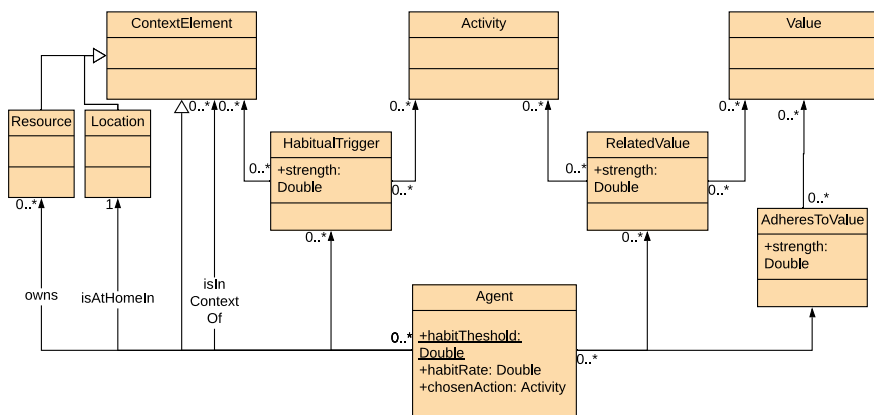 ContextElement
Activity
Value
0..*
0..*
0..*
0..*
0..*
0..*
Resource
Location
HabitualTrigger
RelatedValue
+strength:
Double
+strength:
Double
0..*
0..*
0..*
0..*
0..*
0..*
1
0..*
0..*
AdheresToValue
+strength:
Double
owns
isAtHomeIn
isIn
Context
Of
Agent
0..*
+habitTheshold:
Double
+habitRate: Double
+chosenAction: Activity
0..*